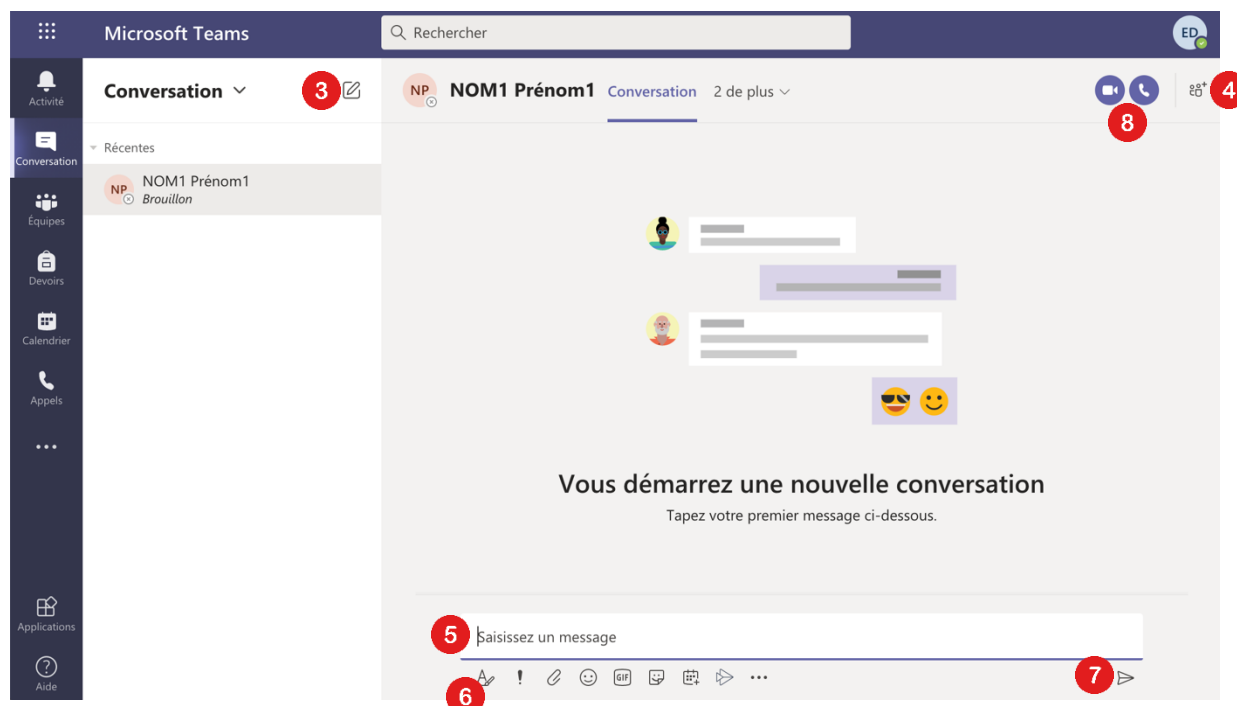 Microsoft Teams
Rechercher
ED
Activité
Conversation
Équipes
Devoirs
Calendrier
Appels
Applications
Aide
Conversation
3
Récentes
NP
NOM1 Prénom1
Brouillon
NP NOM1 Prénom1 Conversation 2 de plus
8
4
Vous démarrez une nouvelle conversation
Tapez votre premier message ci-dessous.
5
Saisissez un message
6
GIF
7